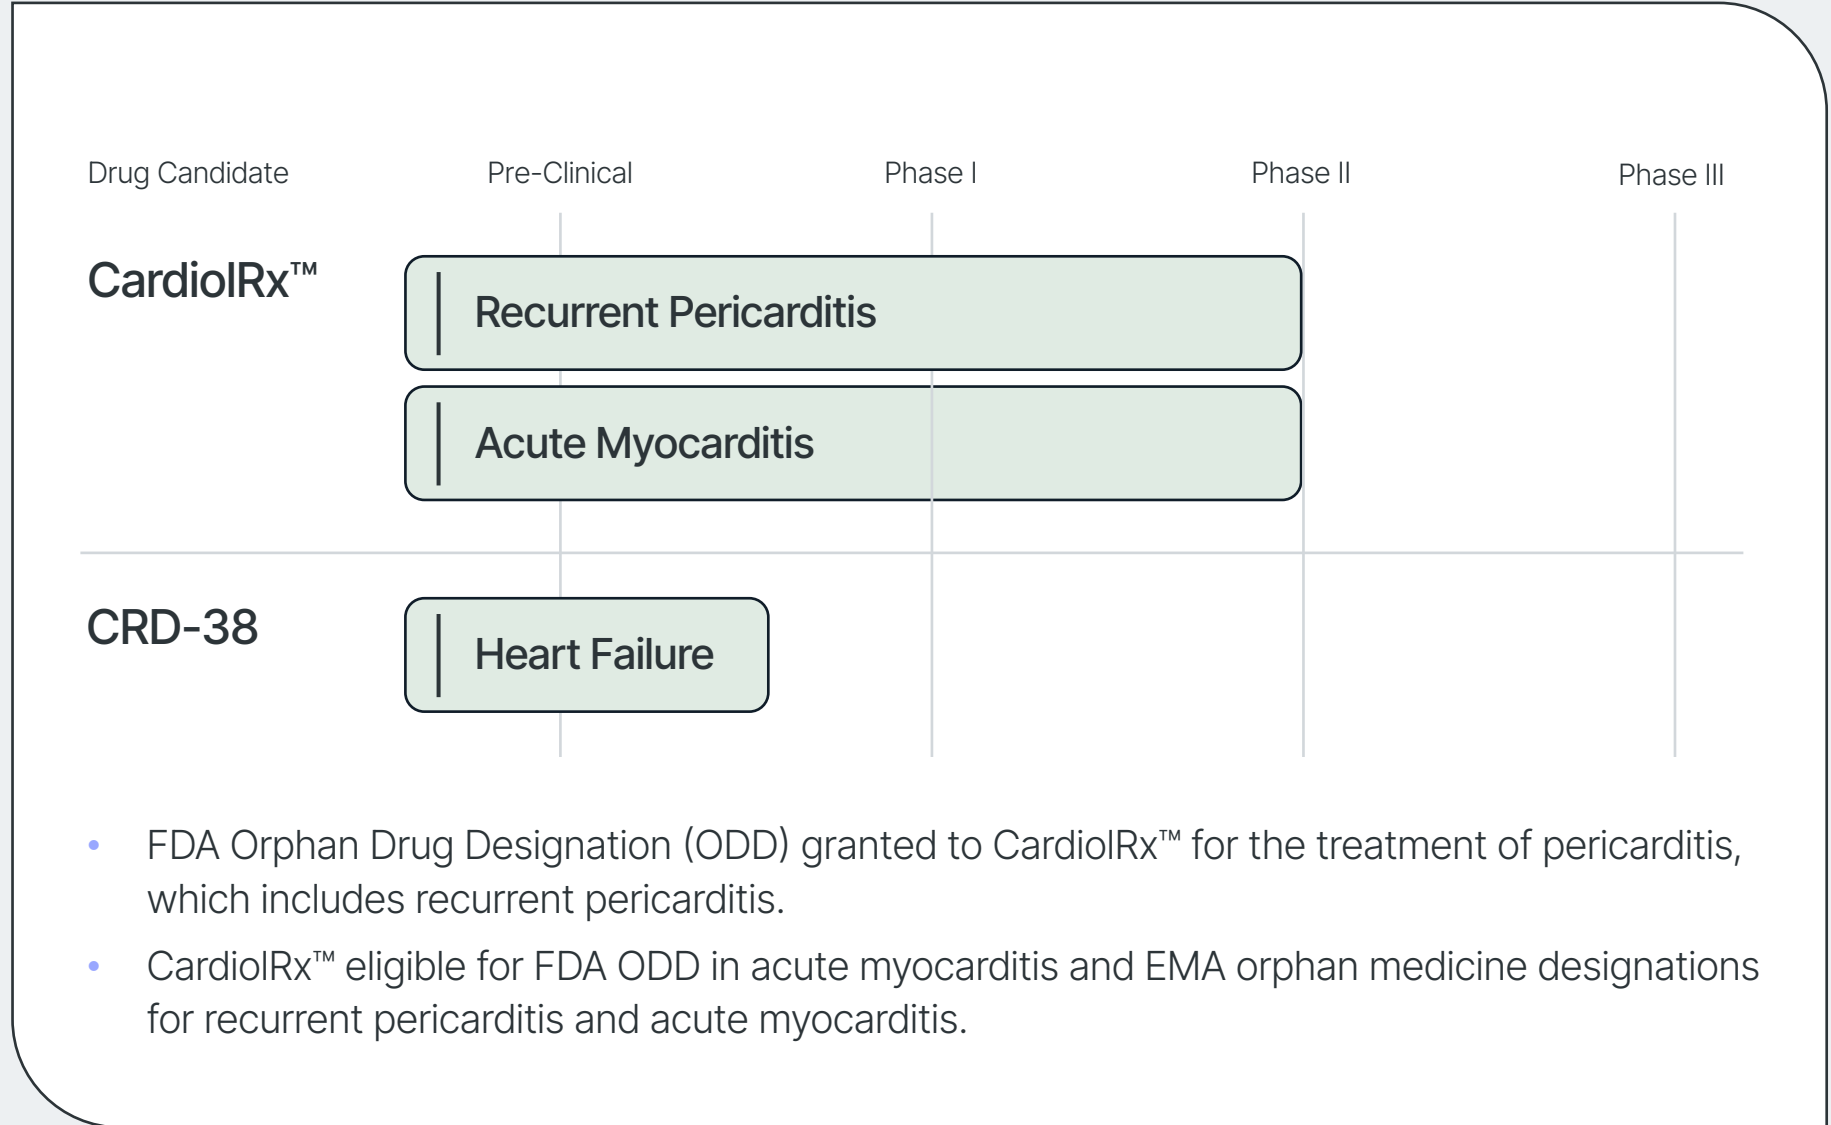 Drug Candidate Pre-Clinical Phase I Phase II Phase III
CardiolRx™
Recurrent Pericarditis
Acute Myocarditis
CRD-38
Heart Failure
• FDA Orphan Drug Designation (ODD) granted to CardiolRx™ for the treatment of pericarditis,
which includes recurrent pericarditis.
• CardiolRx™ eligible for FDA ODD in acute myocarditis and EMA orphan medicine designations
for recurrent pericarditis and acute myocarditis.